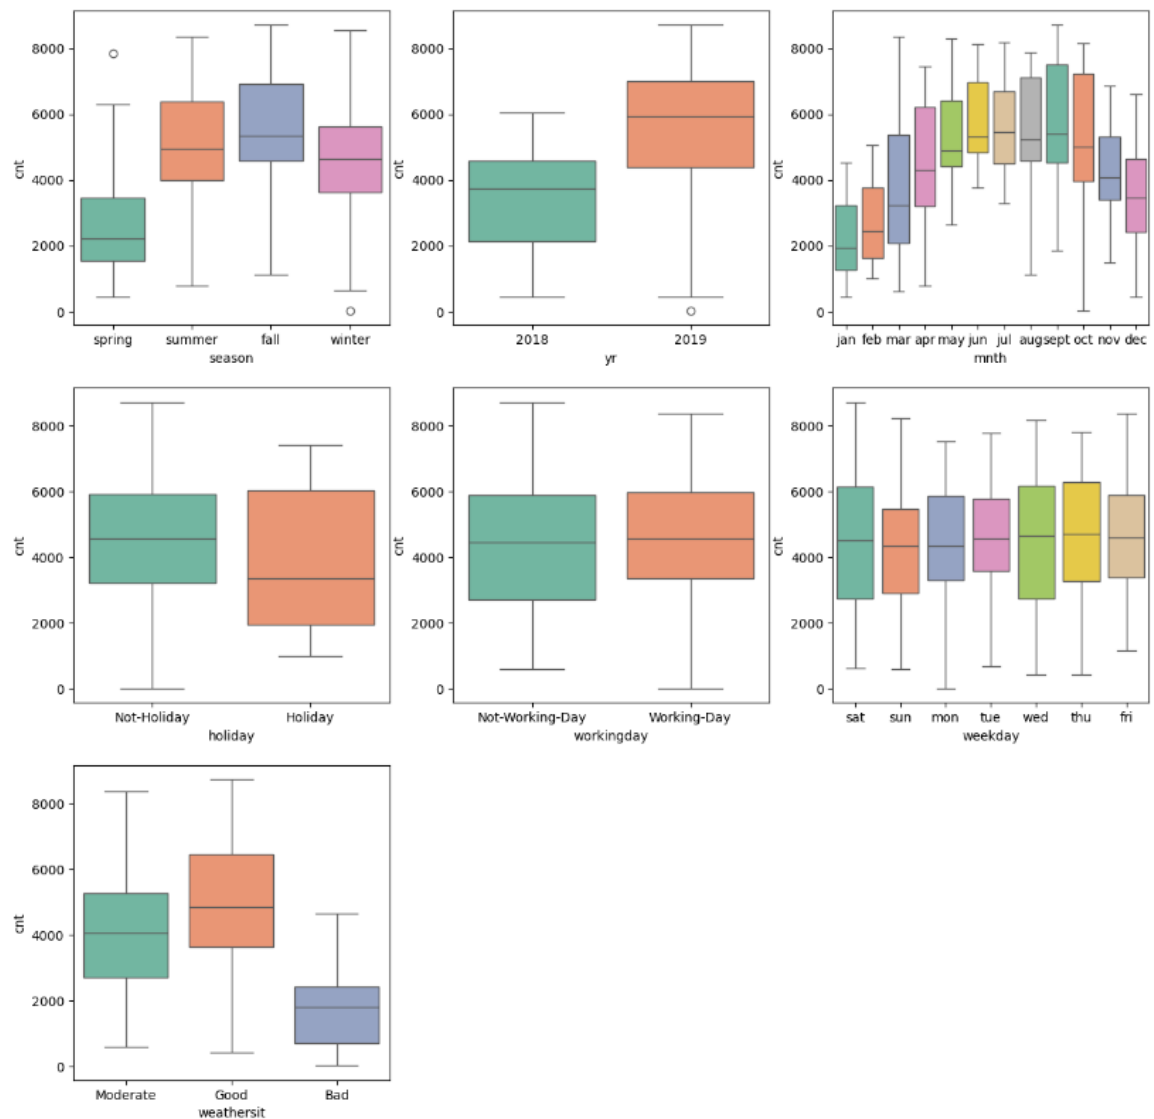 8000
6000
4000
2000
0
cnt
spring summer fall winter
season
8000
6000
4000
2000
0
cnt
2018 2019
yr
8000
6000
4000
2000
0
cnt
jan feb mar apr may jun jul aug sept oct nov dec
mnth
8000
6000
4000
2000
0
cnt
Not-Holiday Holiday
holiday
8000
6000
4000
2000
0
cnt
Not-Working-Day Working-Day
workingday
8000
6000
4000
2000
0
cnt
sat sun mon tue wed thu fri
weekday
8000
6000
4000
2000
0
cnt
Moderate Good Bad
weathersit